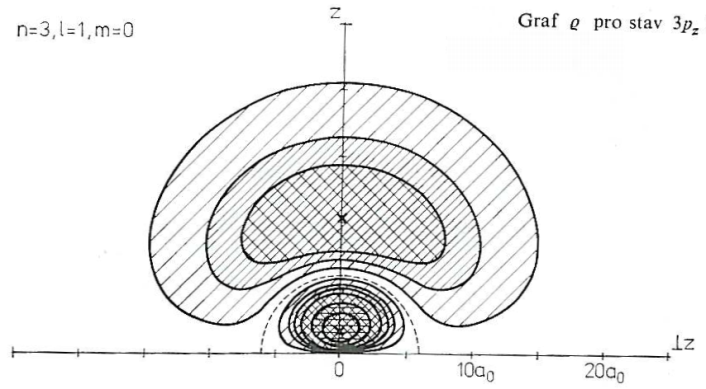 z
n=3, l=1, m=0
Graf ϱ pro stav 3p_z
⊥z
0
10a₀
20a₀